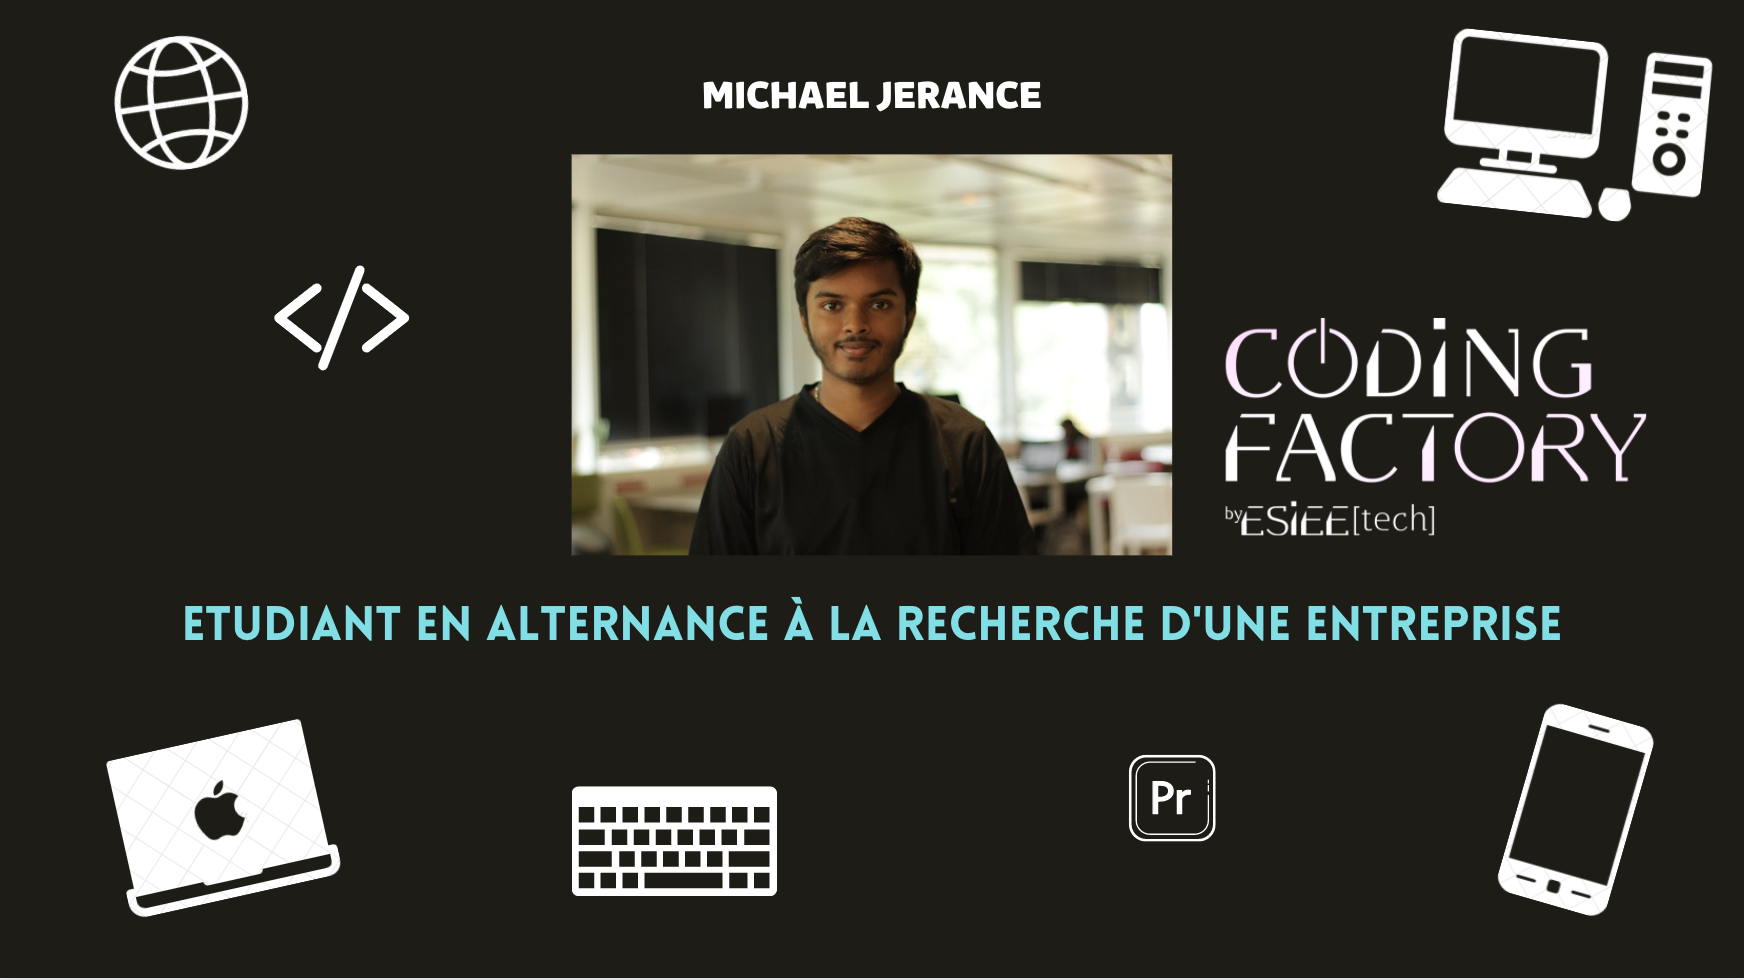 MICHAEL JERANCE
CODING
FACTORY
by ESIEE[tech]
ETUDIANT EN ALTERNANCE À LA RECHERCHE D'UNE ENTREPRISE
Pr